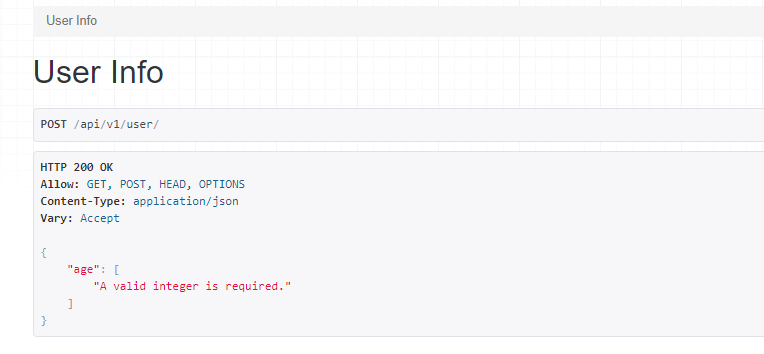 User Info
User Info
POST /api/v1/user/
HTTP 200 OK
Allow: GET, POST, HEAD, OPTIONS
Content-Type: application/json
Vary: Accept
{
    "age": [
        "A valid integer is required."
    ]
}